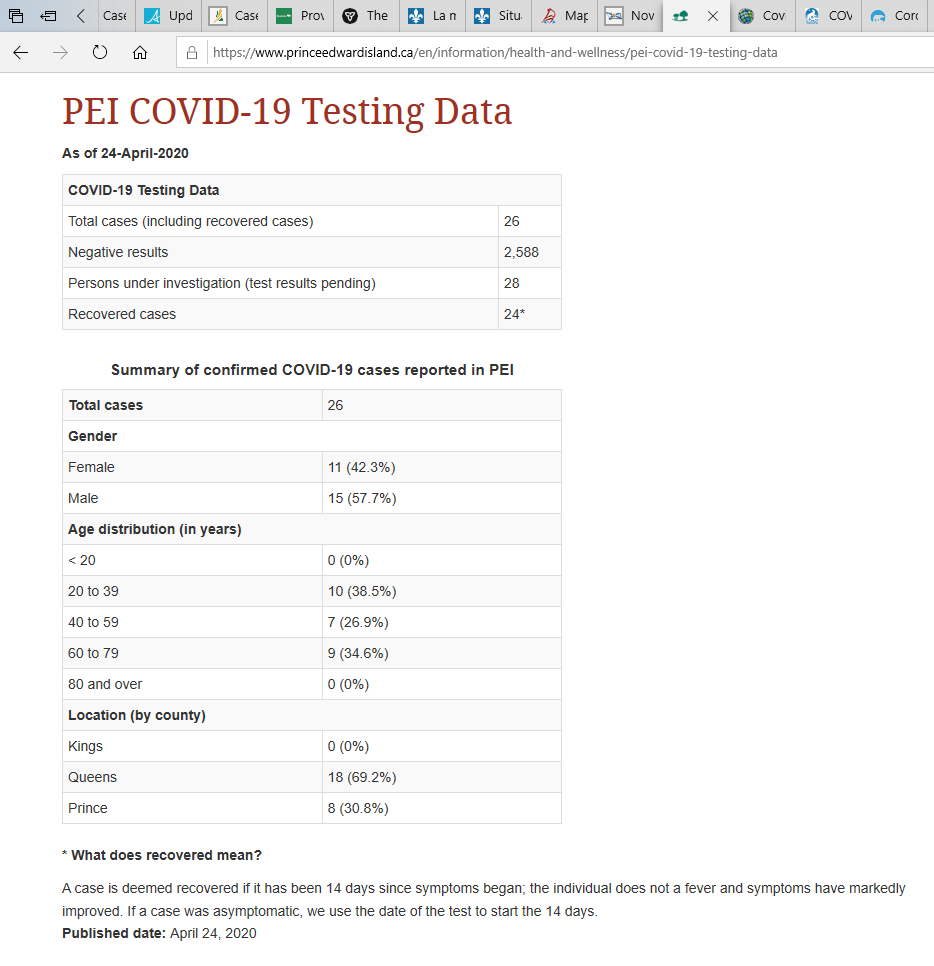 Case
Upd
Case
Prov
The
La m
Situ
Map
Nov
Cov
COV
Coro
https://www.princeedwardisland.ca/en/information/health-and-wellness/pei-covid-19-testing-data
PEI COVID-19 Testing Data
As of 24-April-2020
COVID-19 Testing Data
Total cases (including recovered cases) 26
Negative results 2,588
Persons under investigation (test results pending) 28
Recovered cases 24*
Summary of confirmed COVID-19 cases reported in PEI
Total cases 26
Gender
Female 11 (42.3%)
Male 15 (57.7%)
Age distribution (in years)
< 20 0 (0%)
20 to 39 10 (38.5%)
40 to 59 7 (26.9%)
60 to 79 9 (34.6%)
80 and over 0 (0%)
Location (by county)
Kings 0 (0%)
Queens 18 (69.2%)
Prince 8 (30.8%)
* What does recovered mean?
A case is deemed recovered if it has been 14 days since symptoms began; the individual does not a fever and symptoms have markedly
improved. If a case was asymptomatic, we use the date of the test to start the 14 days.
Published date: April 24, 2020